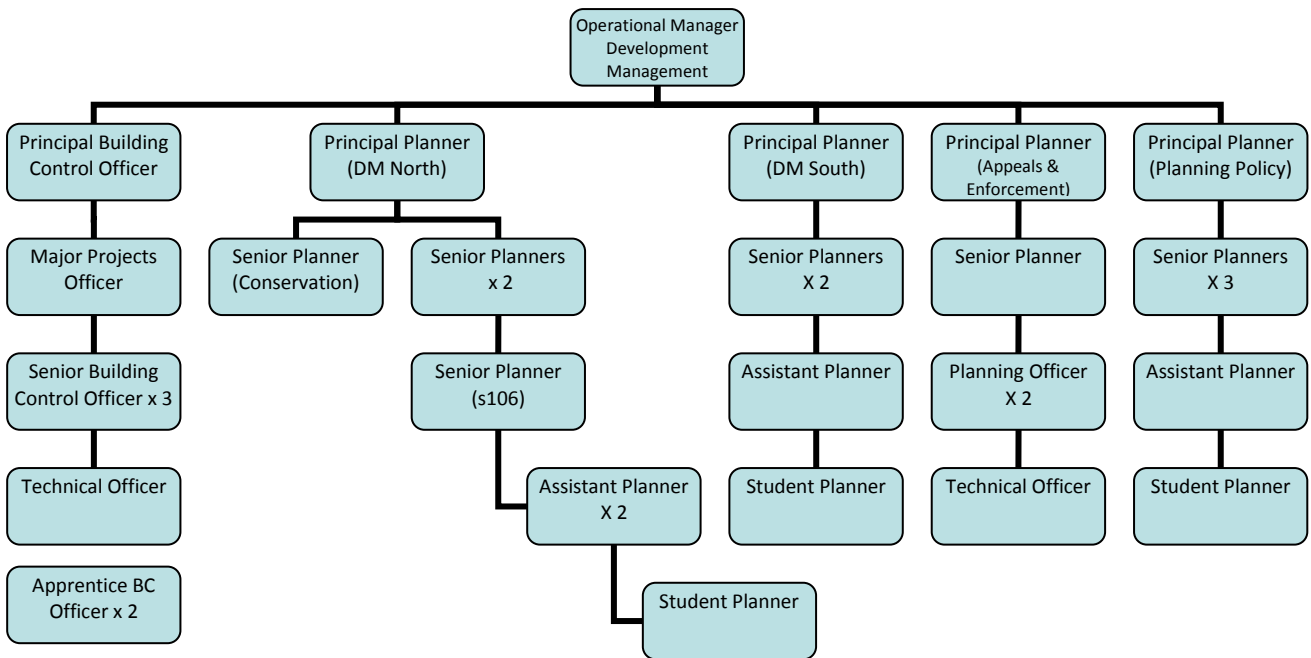 Operational Manager
Development
Management
Principal Building
Control Officer
Principal Planner
(DM North)
Principal Planner
(DM South)
Principal Planner
(Appeals &
Enforcement)
Principal Planner
(Planning Policy)
Major Projects
Officer
Senior Planner
(Conservation)
Senior Planners
x 2
Senior Planners
X 2
Senior Planner
Senior Planners
X 3
Senior Building
Control Officer x 3
Senior Planner
(s106)
Assistant Planner
Planning Officer
X 2
Assistant Planner
Technical Officer
Assistant Planner
X 2
Student Planner
Technical Officer
Student Planner
Apprentice BC
Officer x 2
Student Planner